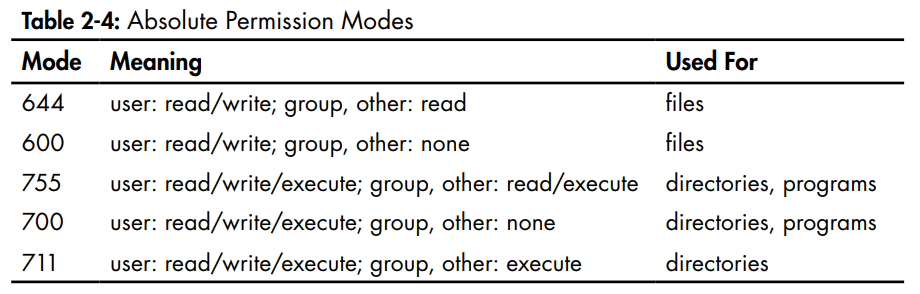 Table 2-4: Absolute Permission Modes
Mode Meaning Used For
644 user: read/write; group, other: read files
600 user: read/write; group, other: none files
755 user: read/write/execute; group, other: read/execute directories, programs
700 user: read/write/execute; group, other: none directories, programs
711 user: read/write/execute; group, other: execute directories